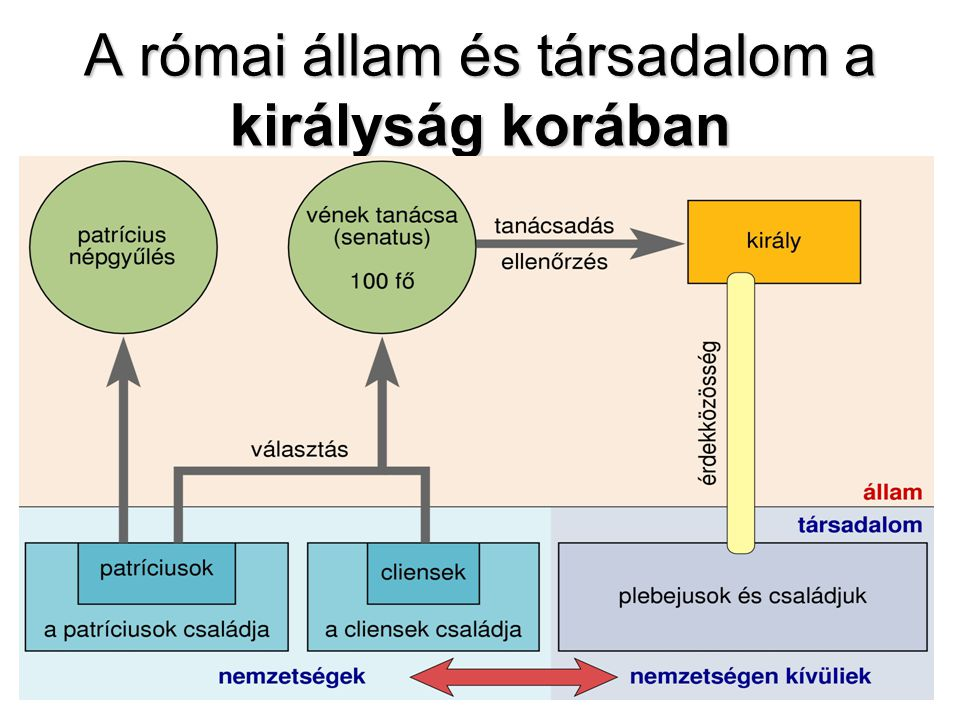 A római állam és társadalom a
királyság korában
patrícius
népgyűlés
vének tanácsa
(senatus)
100 fő
tanácsadás
ellenőrzés
király
érdekközösség
választás
állam
társadalom
patríciusok
a patríciusok családja
cliensek
a cliensek családja
plebejusok és családjuk
nemzetségek
nemzetségen kívüliek